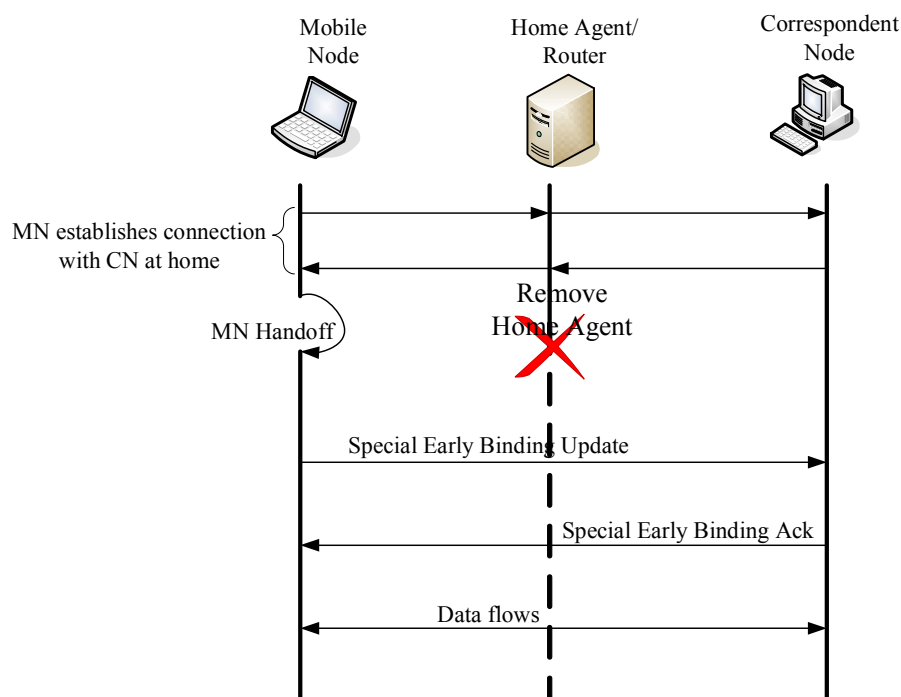 Mobile
Node
Home Agent/
Router
Correspondent
Node
MN establishes connection
with CN at home
Remove
Home Agent
MN Handoff
Special Early Binding Update
Special Early Binding Ack
Data flows